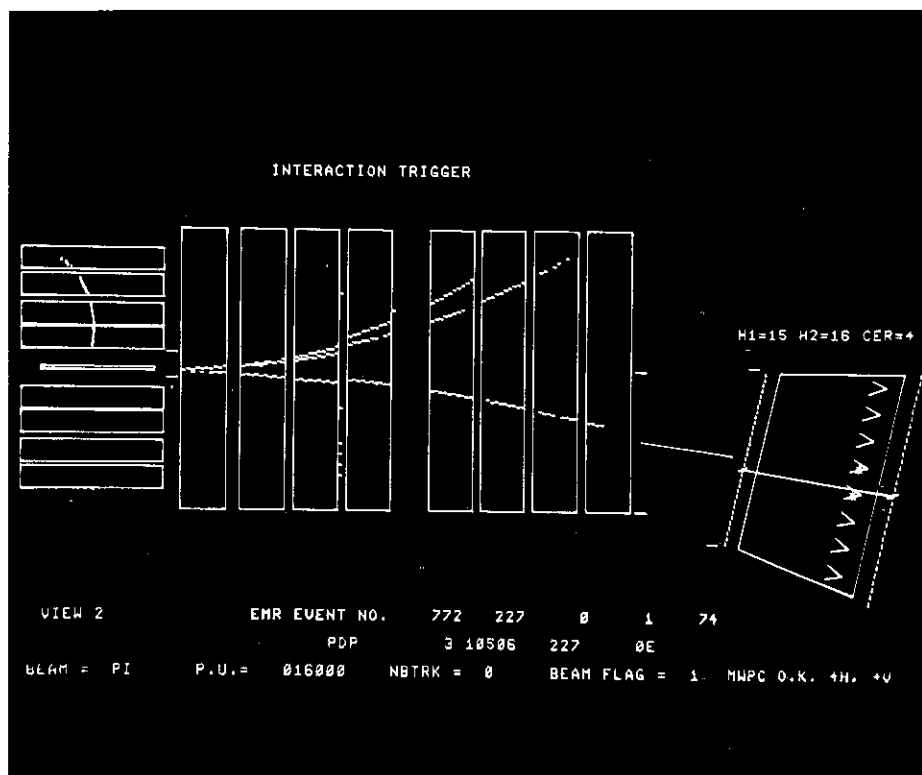 INTERACTION TRIGGER
H1=15 H2=16 CER=4
VIEW 2 EMR EVENT NO. 772 227 0 1 74
PDP 3 10506 227 0E
BEAM = PI P.U.= 016000 NBTRK = 0 BEAM FLAG = 1 MWPC O.K. +H. +V